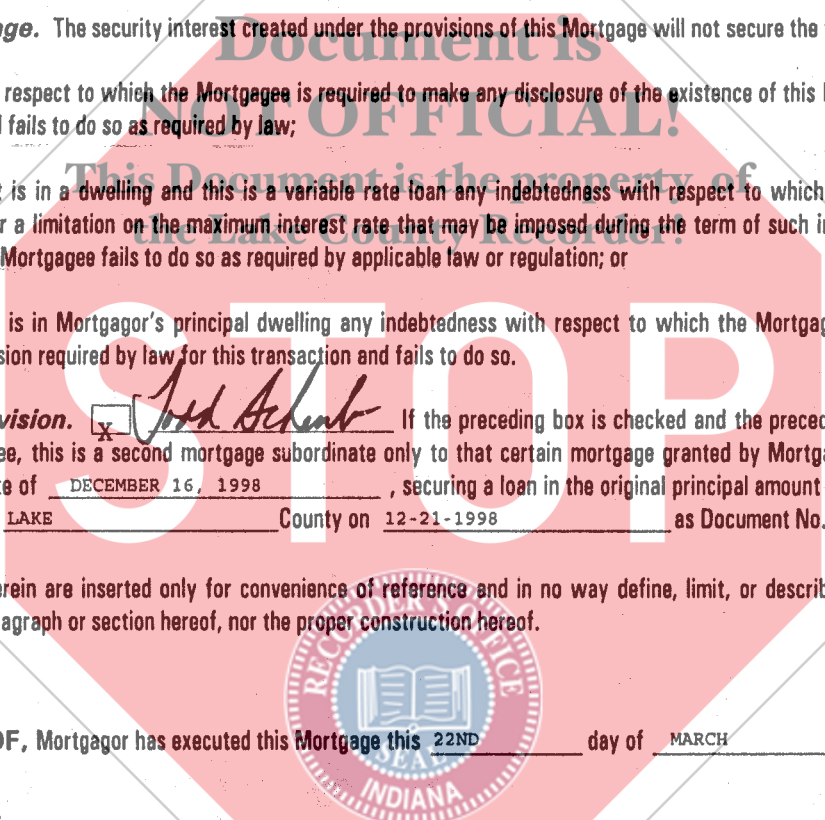 ge. The security interest created under the provisions of this Mortgage will not secure the
Document is
respect to which the Mortgagee is required to make any disclosure of the existence of this
NOT OFFICIAL!
fails to do so as required by law;
This Document is the property of
is in a dwelling and this is a variable rate loan any indebtedness with respect to which
the Lake County Recorder!
r a limitation on the maximum interest rate that may be imposed during the term of such
Mortgagee fails to do so as required by applicable law or regulation; or
is in Mortgagor's principal dwelling any indebtedness with respect to which the Mortgag
sion required by law for this transaction and fails to do so.
STOP
vision. X Todd If the preceding box is checked and the preced
ee, this is a second mortgage subordinate only to that certain mortgage granted by Mortga
te of DECEMBER 16, 1998 , securing a loan in the original principal amount
LAKE County on 12-21-1998 as Document No.
rein are inserted only for convenience of reference and in no way define, limit, or describ
agraph or section hereof, nor the proper construction hereof.
RECORDER'S OFFICE
OF, Mortgagor has executed this Mortgage this 22ND day of MARCH
SEAL
INDIANA